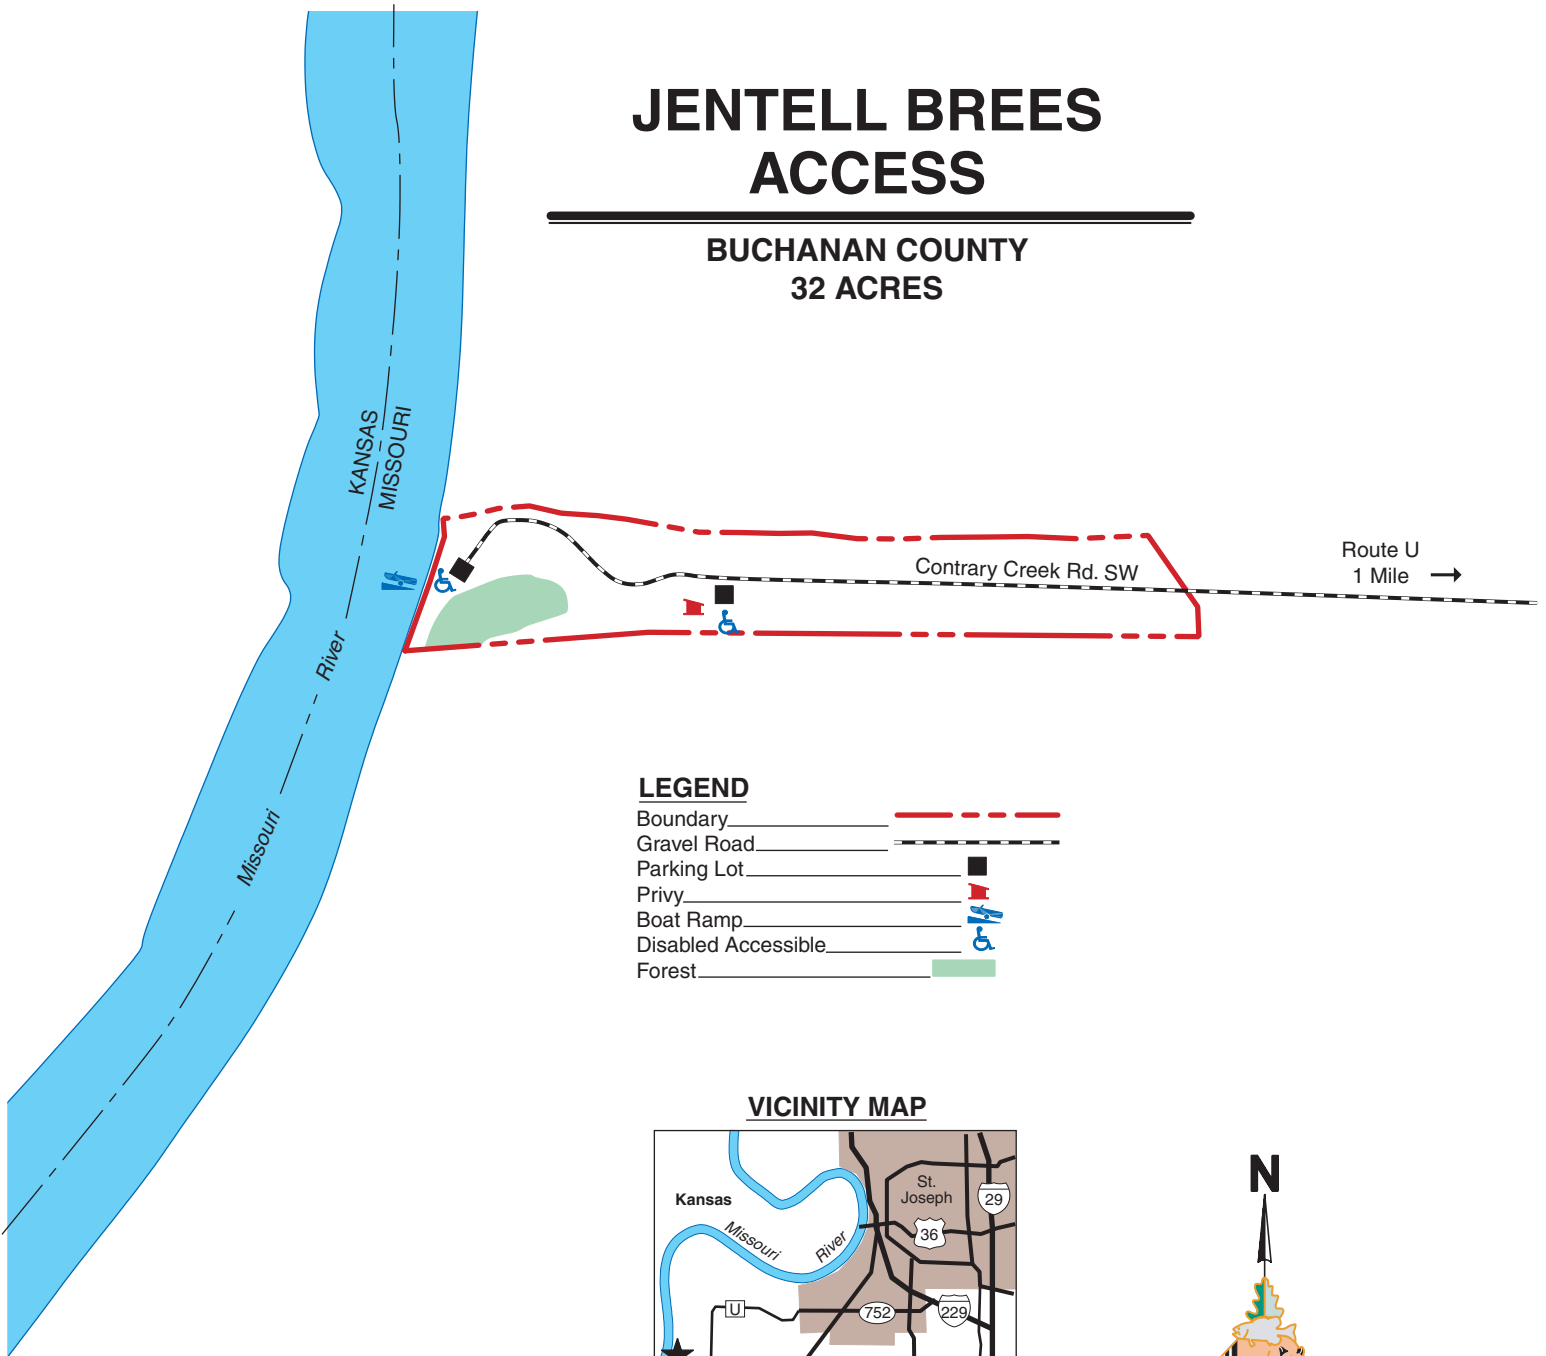 JENTELL BREES
ACCESS
BUCHANAN COUNTY
32 ACRES
KANSAS
MISSOURI
Contrary Creek Rd. SW
Route U
1 Mile
River
Missouri
LEGEND
Boundary
Gravel Road
Parking Lot
Privy
Boat Ramp
Disabled Accessible
Forest
VICINITY MAP
Kansas
St.
Joseph
29
36
Missouri
River
U
752
229
N